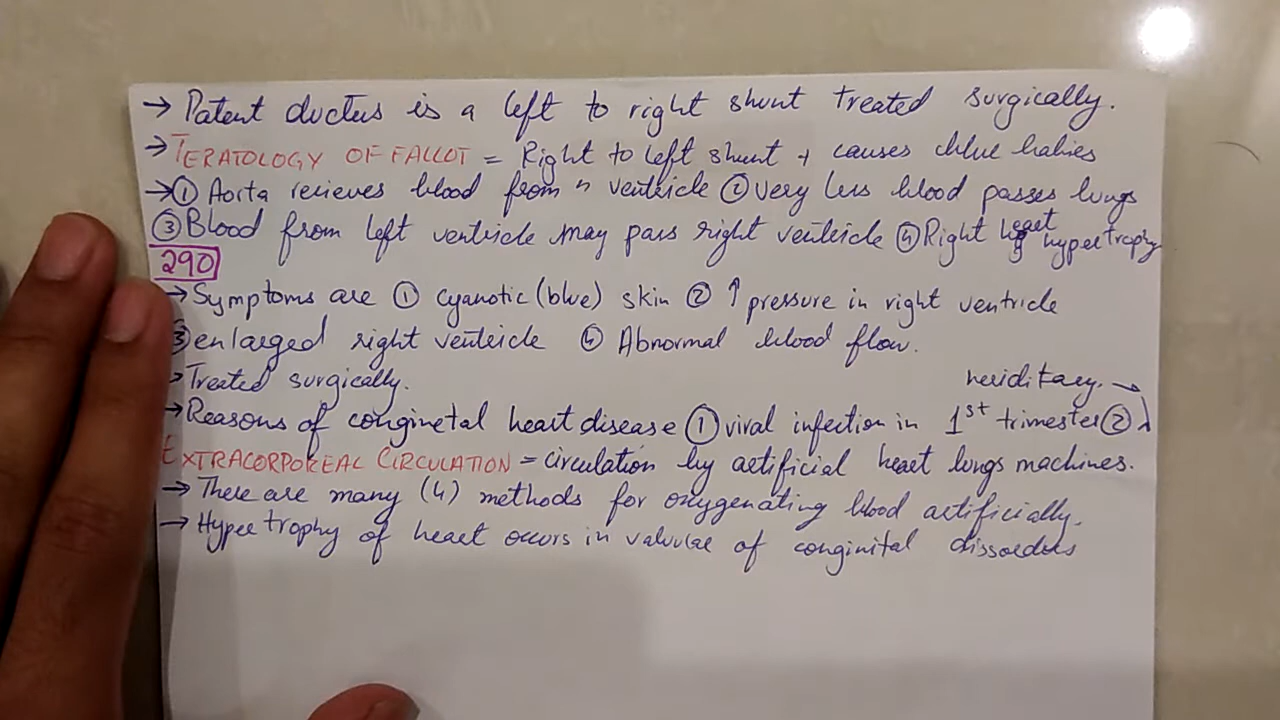 → Patent ductus is a left to right shunt treated surgically.
→ TERATOLOGY OF FALLOT = Right to left shunt + causes blue babies
→ ① Aorta recieves blood from " ventricle ② very less blood passes lungs
③ Blood from left ventricle may pass right ventricle ④ Right heart hypertrophy
290
→ Symptoms are ① cyanotic (blue) skin ② ↑ pressure in right ventricle
③ enlarged right ventricle ④ Abnormal blood flow.
→ Treated surgically.
heriditary. →
→ Reasons of conginetal heart disease ① viral infection in 1st trimester ②
EXTRACORPOREAL CIRCULATION = circulation by artificial heart lungs machines.
→ There are many (4) methods for oxygenating blood artificially.
→ Hypertrophy of heart occurs in valvular of conginital dissorders